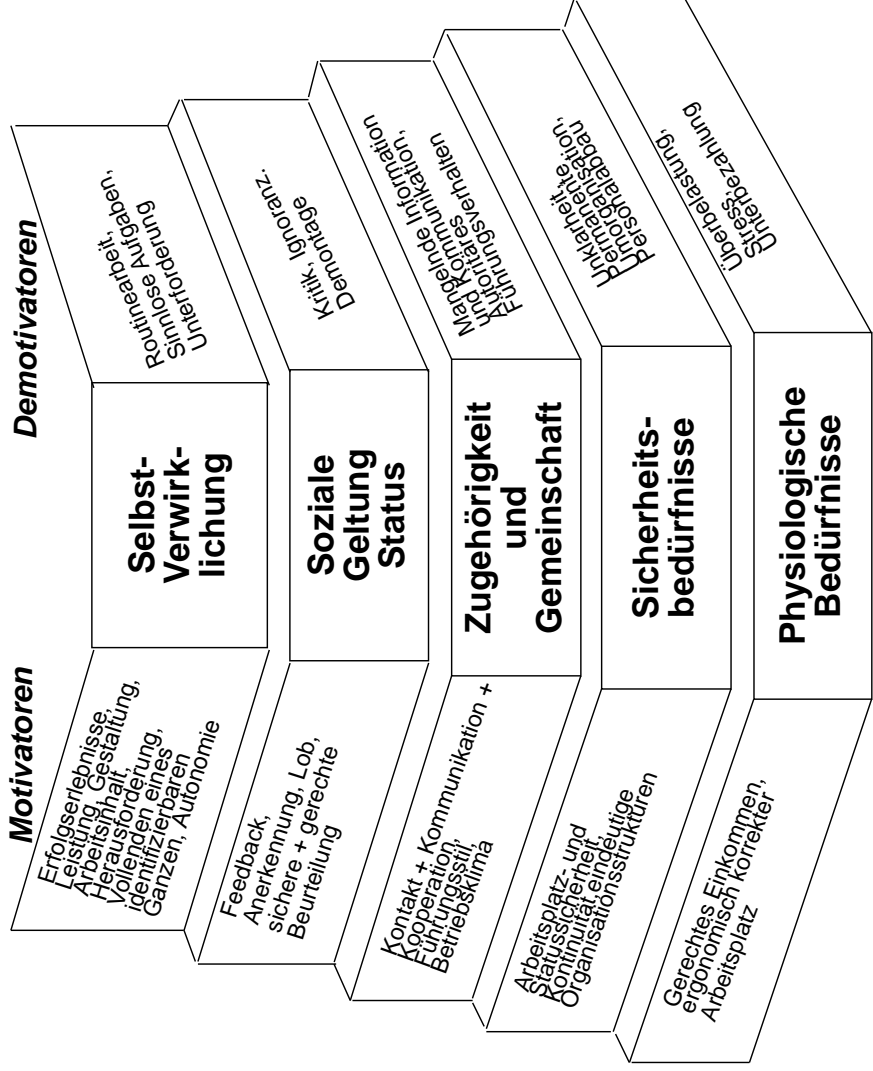 Motivatoren
Demotivatoren
Erfolgserlebnisse,
Leistung, Gestaltung,
Arbeitsinhalt,
Herausforderung,
Vollenden eines
identifizierbaren
Ganzen, Autonomie
Selbst-
Verwirk-
lichung
Routinearbeit,
Sinnlose Aufgaben,
Unterforderung
Feedback,
Anerkennung, Lob,
sichere + gerechte
Beurteilung
Soziale
Geltung
Status
Kritik, Ignoranz.
Demontage
Kontakt + Kommunikation +
Kooperation,
Führungsstil,
Betriebsklima
Zugehörigkeit
und
Gemeinschaft
Mangelnde Information
und Kommunikation,
Autoritäres
Führungsverhalten
Arbeitsplatz- und
Statussicherheit,
Kontinuität eindeutige
Organisationsstrukturen
Sicherheits-
bedürfnisse
Unklarheit,
Permanente
Umorganisation,
Personalabbau
Gerechtes Einkommen,
ergonomisch korrekter
Arbeitsplatz
Physiologische
Bedürfnisse
Überbelastung,
Stress
Unterbezahlung